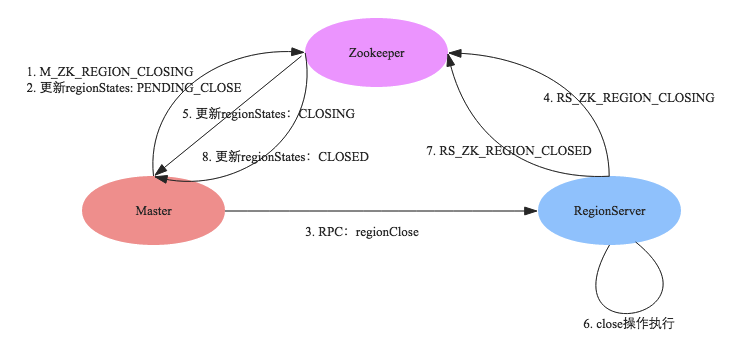 Zookeeper
1. M_ZK_REGION_CLOSING
2. 更新regionStates: PENDING_CLOSE
4. RS_ZK_REGION_CLOSING
5. 更新regionStates：CLOSING
7. RS_ZK_REGION_CLOSED
8. 更新regionStates：CLOSED
Master
RegionServer
3. RPC：regionClose
6. close操作执行